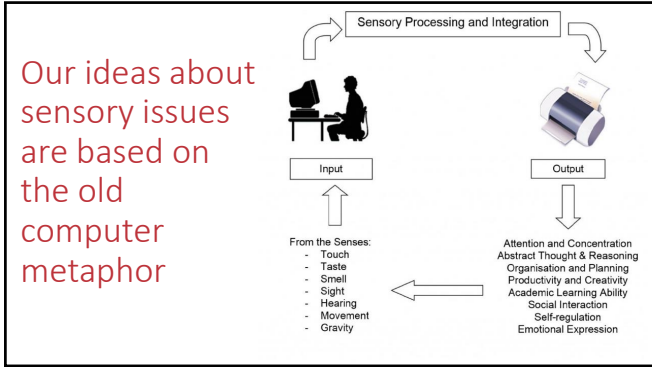 Our ideas about
sensory issues
are based on
the old
computer
metaphor
Sensory Processing and Integration
Input
Output
From the Senses:
- Touch
- Taste
- Smell
- Sight
- Hearing
- Movement
- Gravity
Attention and Concentration
Abstract Thought & Reasoning
Organisation and Planning
Productivity and Creativity
Academic Learning Ability
Social Interaction
Self-regulation
Emotional Expression